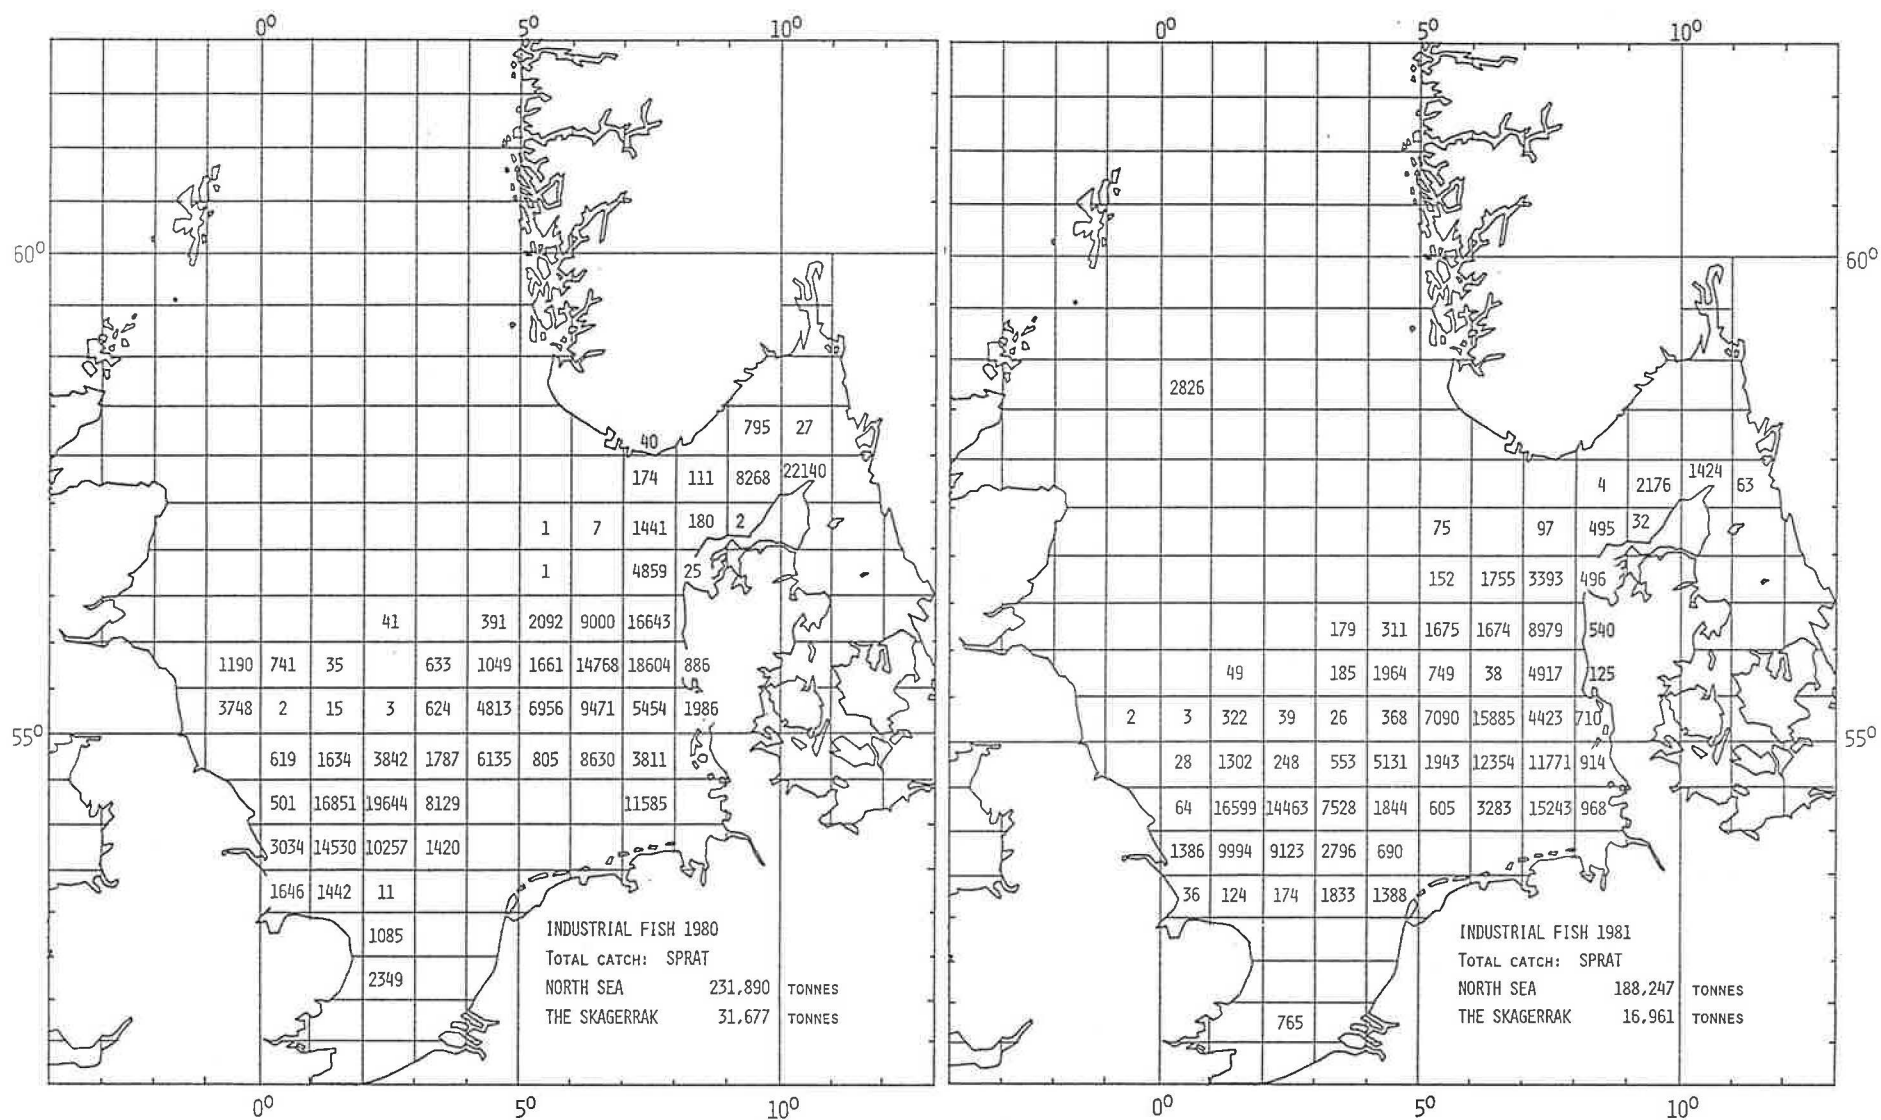 0° 5° 10°
60°
795 27
40
174 111 8268 22140
1 7 1441 180 2
1 4859 25
41 391 2092 9000 16643
1190 741 35 633 1049 1661 14768 18604 886
3748 2 15 3 624 4813 6956 9471 5454 1986
55°
619 1634 3842 1787 6135 805 8630 3811
501 16851 19644 8129 11585
3034 14530 10257 1420
1646 1442 11
1085
2349
INDUSTRIAL FISH 1980
TOTAL CATCH: SPRAT
NORTH SEA 231,890 TONNES
THE SKAGERRAK 31,677 TONNES
0° 5° 10°
0° 5° 10°
60°
2826
4 2176 1424 63
75 97 495 32
152 1755 3393 496
179 311 1675 1674 8979 540
49 185 1964 749 38 4917 125
2 3 322 39 26 368 7090 15885 4423 710
55°
28 1302 248 553 5131 1943 12354 11771 914
64 16599 14463 7528 1844 605 3283 15243 968
1386 9994 9123 2796 690
36 124 174 1833 1388
765
INDUSTRIAL FISH 1981
TOTAL CATCH: SPRAT
NORTH SEA 188,247 TONNES
THE SKAGERRAK 16,961 TONNES
0° 5° 10°